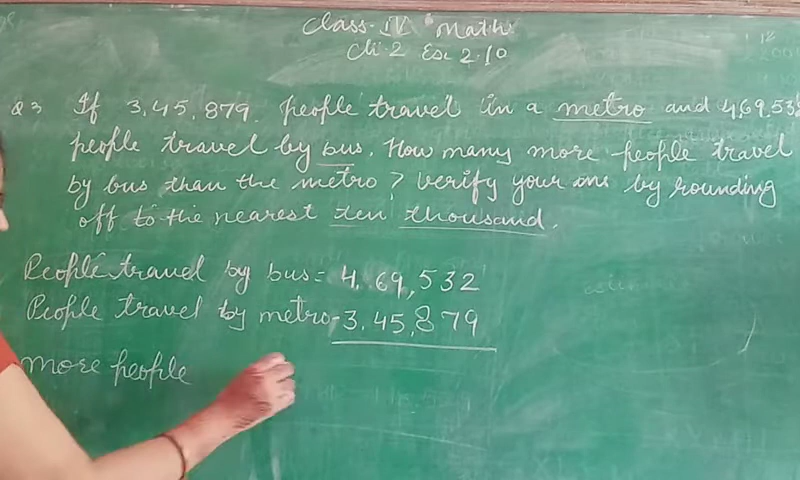 Class-IV Math
Ch-2 Ex 2.10
Q3 If 3,45,879 people travel in a metro and 4,69,532
people travel by bus. How many more people travel
by bus than the metro? Verify your ans by rounding
off to the nearest ten thousand.
People travel by bus = 4,69,532
People travel by metro - 3,45,879
more people